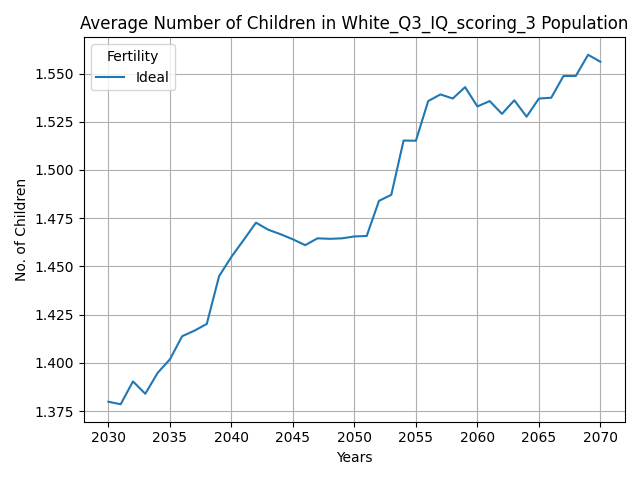 Average Number of Children in White_Q3_IQ_scoring_3 Population
Fertility
Ideal
No. of Children
1.550
1.525
1.500
1.475
1.450
1.425
1.400
1.375
2030 2035 2040 2045 2050 2055 2060 2065 2070
Years